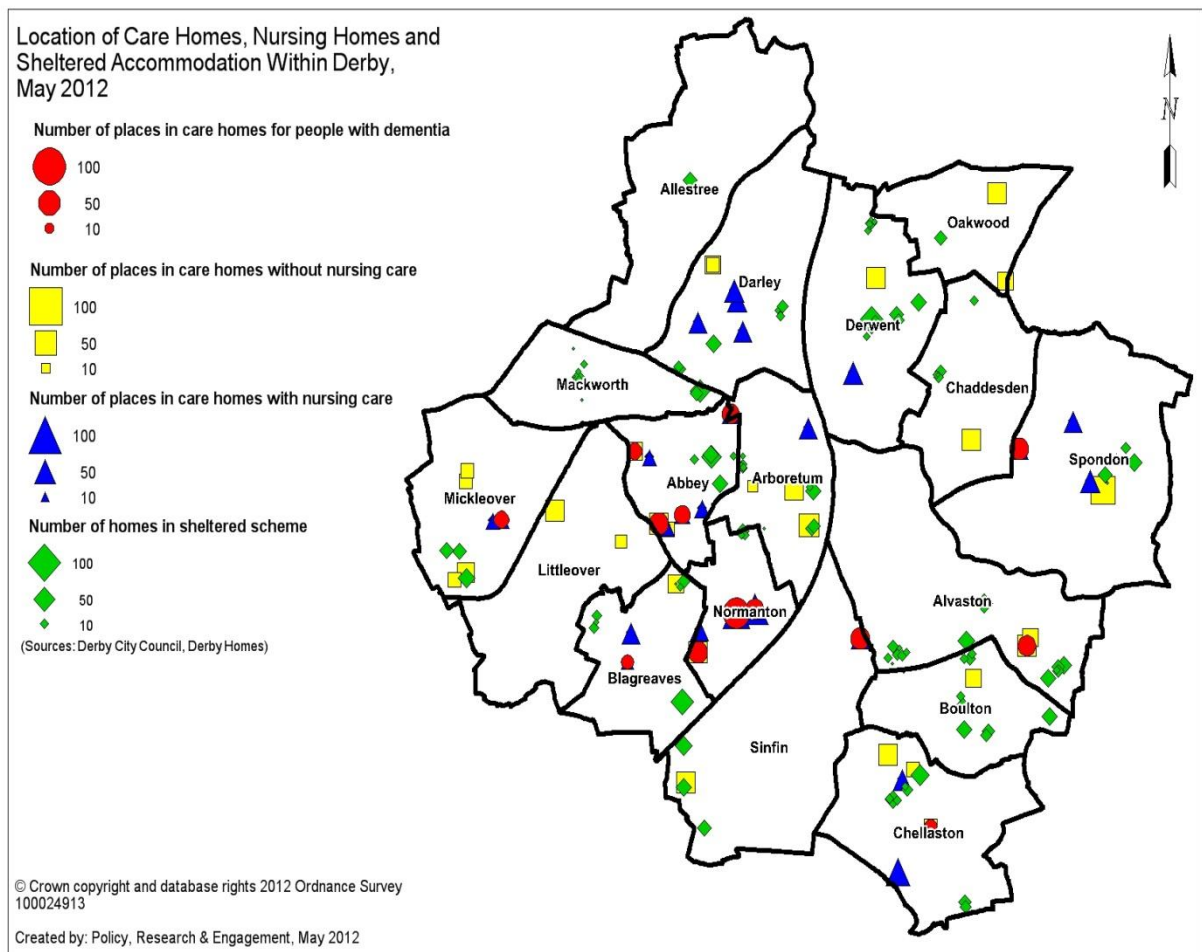 Location of Care Homes, Nursing Homes and
Sheltered Accommodation Within Derby,
May 2012
Number of places in care homes for people with dementia
100
50
10
Number of places in care homes without nursing care
100
50
10
Number of places in care homes with nursing care
100
50
10
Number of homes in sheltered scheme
100
50
10
(Sources: Derby City Council, Derby Homes)
N
Allestree
Oakwood
Darley
Derwent
Mackworth
Chaddesden
Spondon
Abbey
Arboretum
Mickleover
Littleover
Normanton
Alvaston
Blagreaves
Boulton
Sinfin
Chellaston
© Crown copyright and database rights 2012 Ordnance Survey
100024913
Created by: Policy, Research & Engagement, May 2012